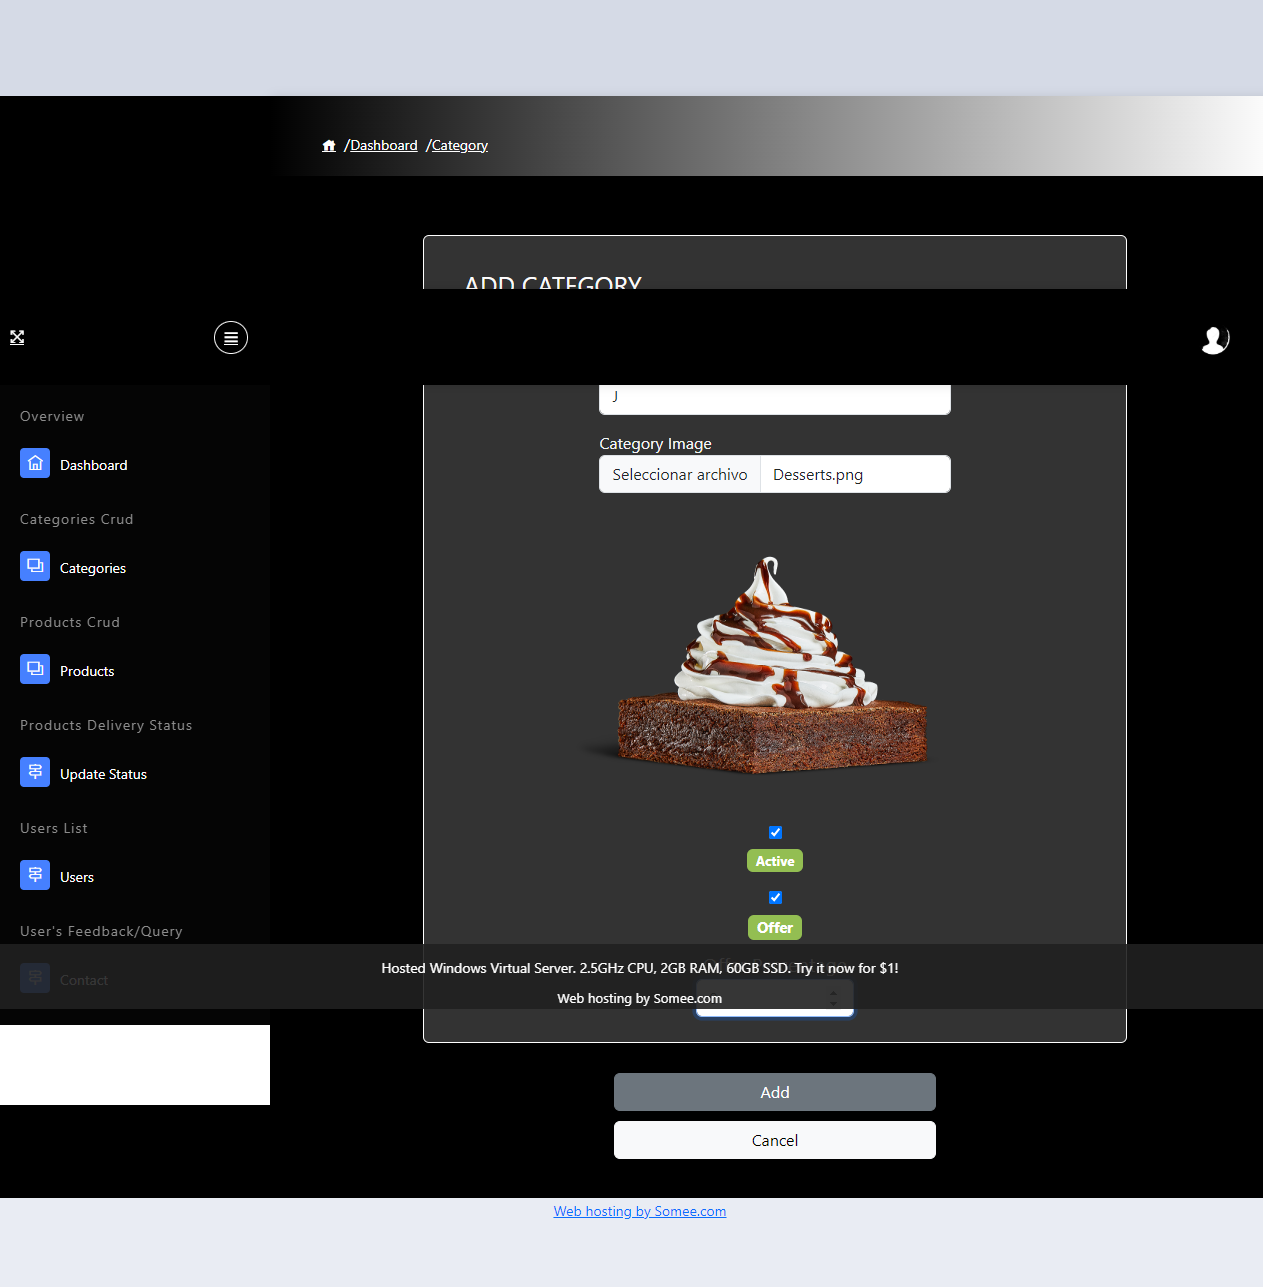 /Dashboard /Category
ADD CATEGORY
Overview
J
Dashboard
Category Image
Seleccionar archivo Desserts.png
Categories Crud
Categories
Products Crud
Products
Products Delivery Status
Update Status
Users List
Users
User's Feedback/Query
Contact
Active
Offer
Hosted Windows Virtual Server. 2.5GHz CPU, 2GB RAM, 60GB SSD. Try it now for $1!
Web hosting by Somee.com
Add
Cancel
Web hosting by Somee.com